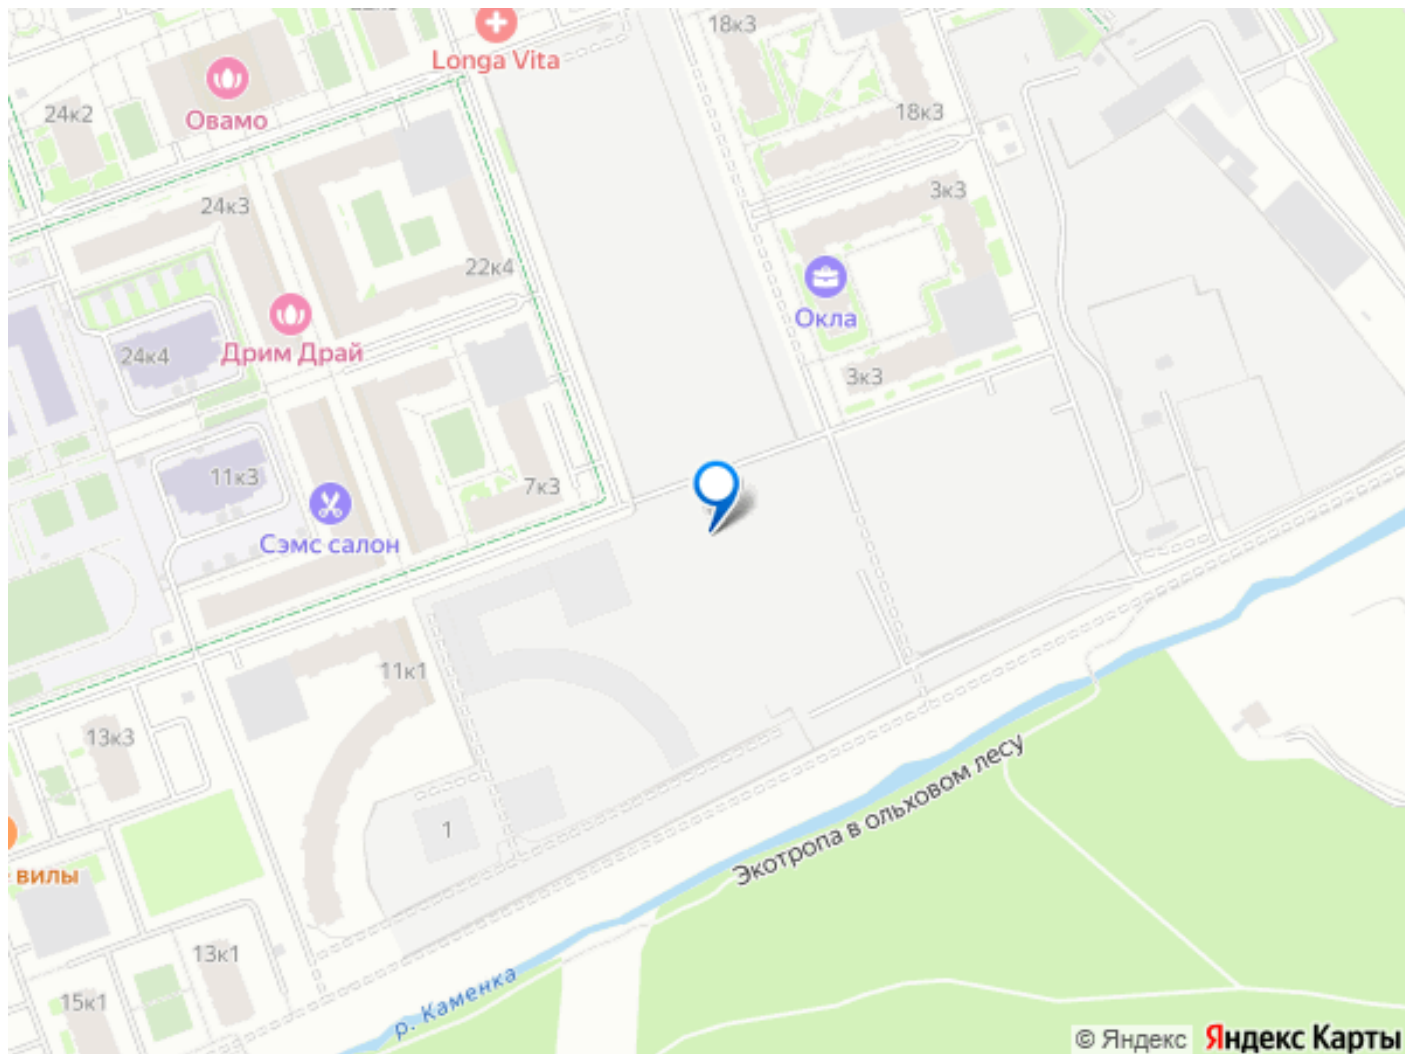 18к3
Longa Vita
24к2
Овамо
18к3
24к3
3к3
22к4
Окла
24к4
Дрим Драй
3к3
11к3
7к3
Сэмс салон
11к1
13к3
1
Экотропа в ольховом лесу
вилы
13к1
15к1
р. Каменка
© Яндекс Яндекс Карты